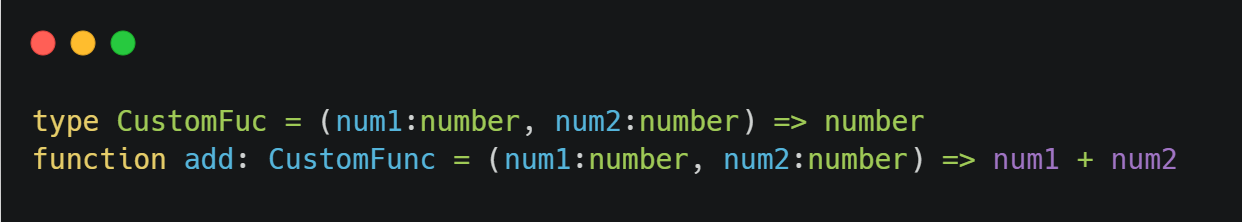 type CustomFuc = (num1:number, num2:number) => number
function add: CustomFunc = (num1:number, num2:number) => num1 + num2